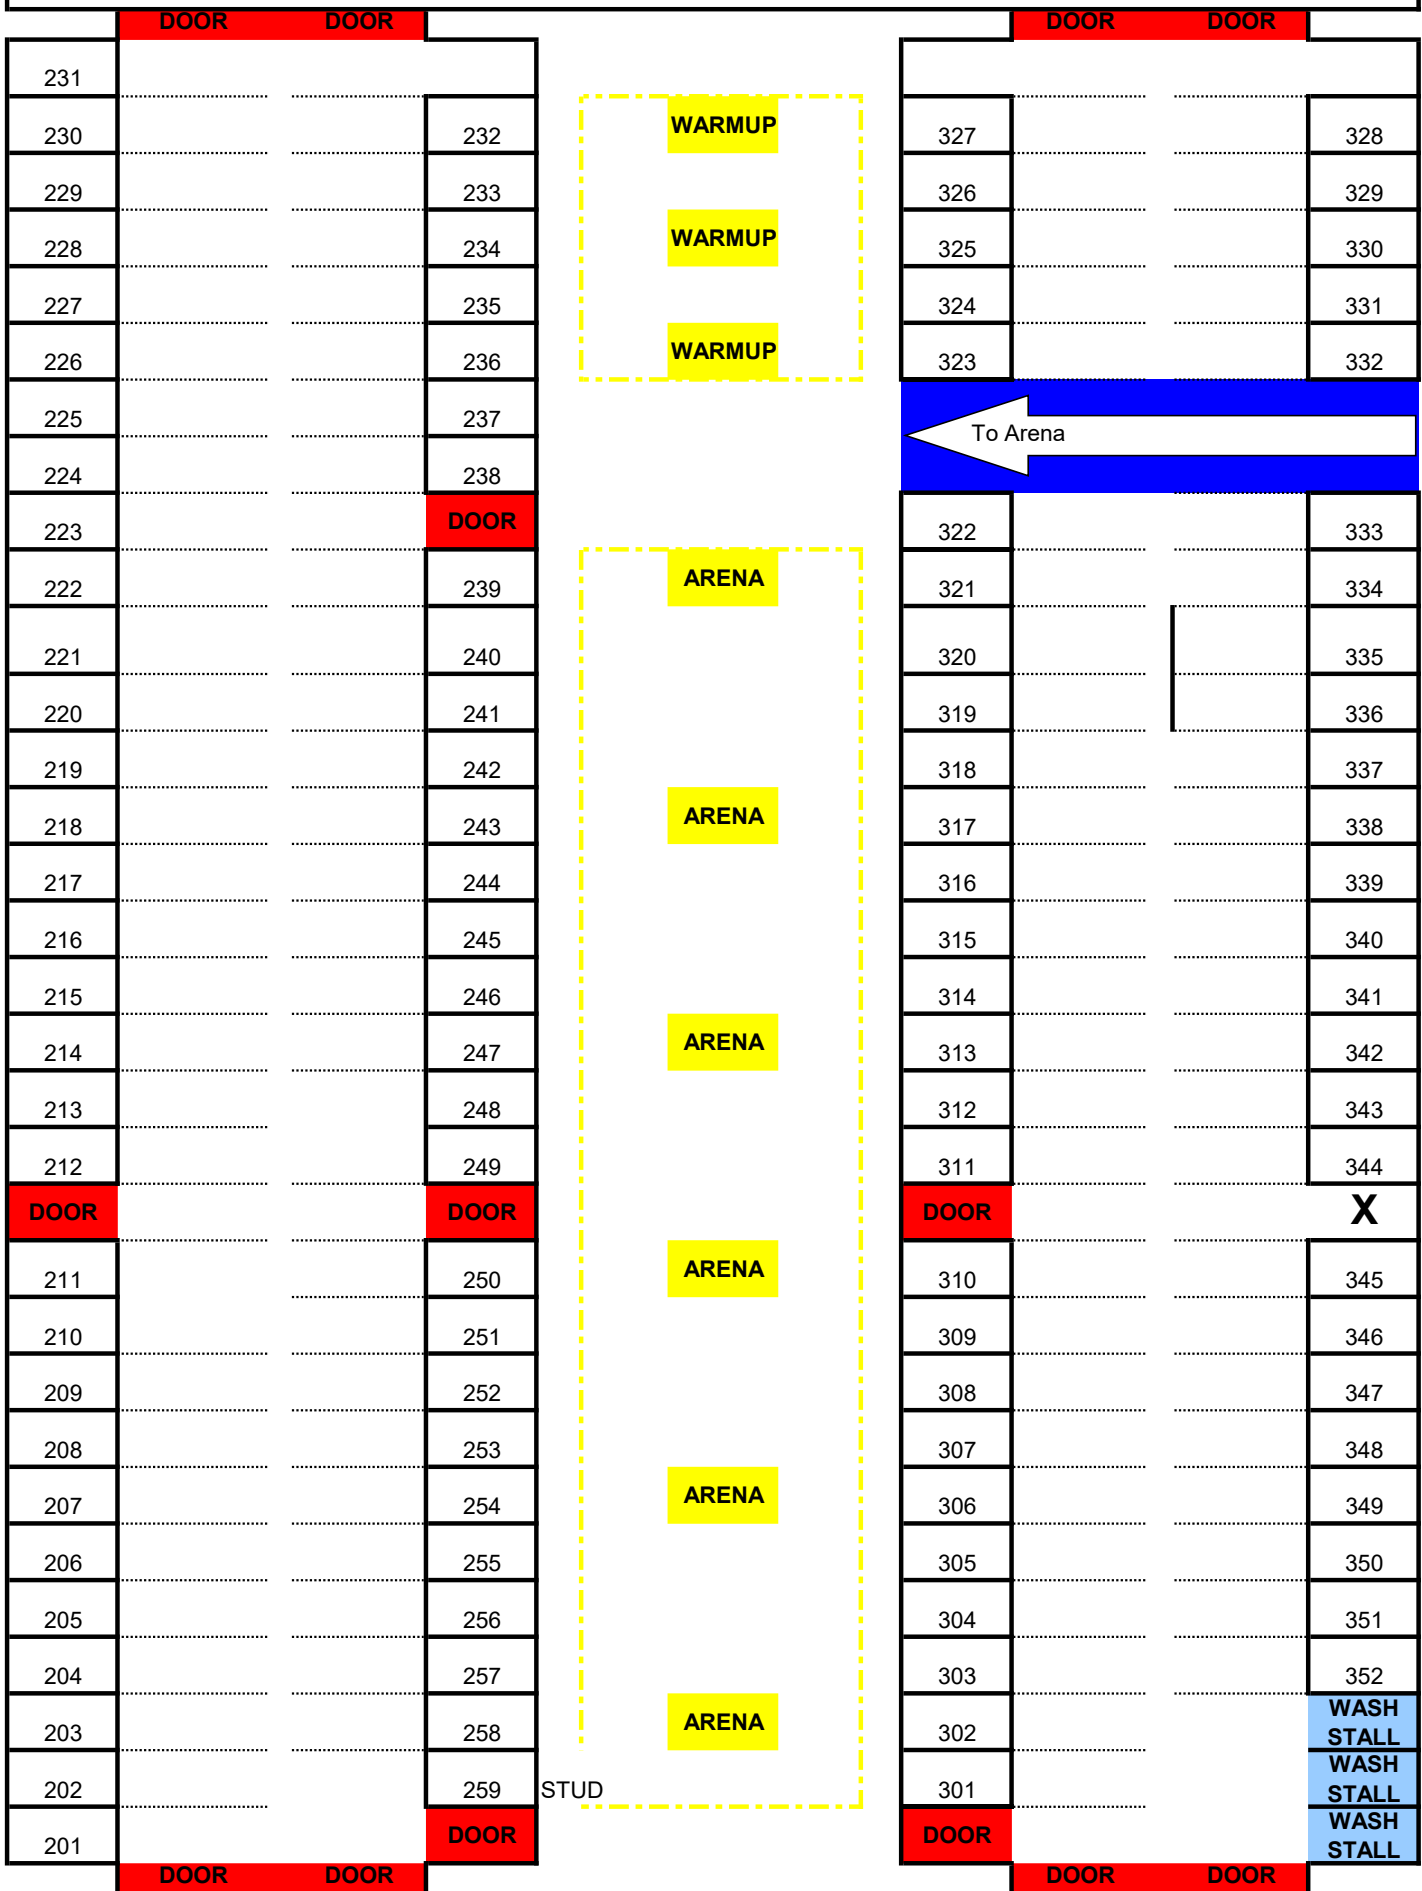 DOOR DOOR DOOR DOOR
231
230 232 WARMUP 327 328
229 233 326 329
228 234 WARMUP 325 330
227 235 324 331
226 236 WARMUP 323 332
225 237 To Arena
224 238
223 DOOR 322 333
222 239 ARENA 321 334
221 240 320 335
220 241 319 336
219 242 318 337
218 243 ARENA 317 338
217 244 316 339
216 245 315 340
215 246 314 341
214 247 ARENA 313 342
213 248 312 343
212 249 311 344
DOOR DOOR DOOR X
211 250 ARENA 310 345
210 251 309 346
209 252 308 347
208 253 307 348
207 254 ARENA 306 349
206 255 305 350
205 256 304 351
204 257 303 352
203 258 ARENA 302 WASH
STALL
202 259 STUD 301 WASH
STALL
201 DOOR DOOR WASH
STALL
DOOR DOOR DOOR DOOR